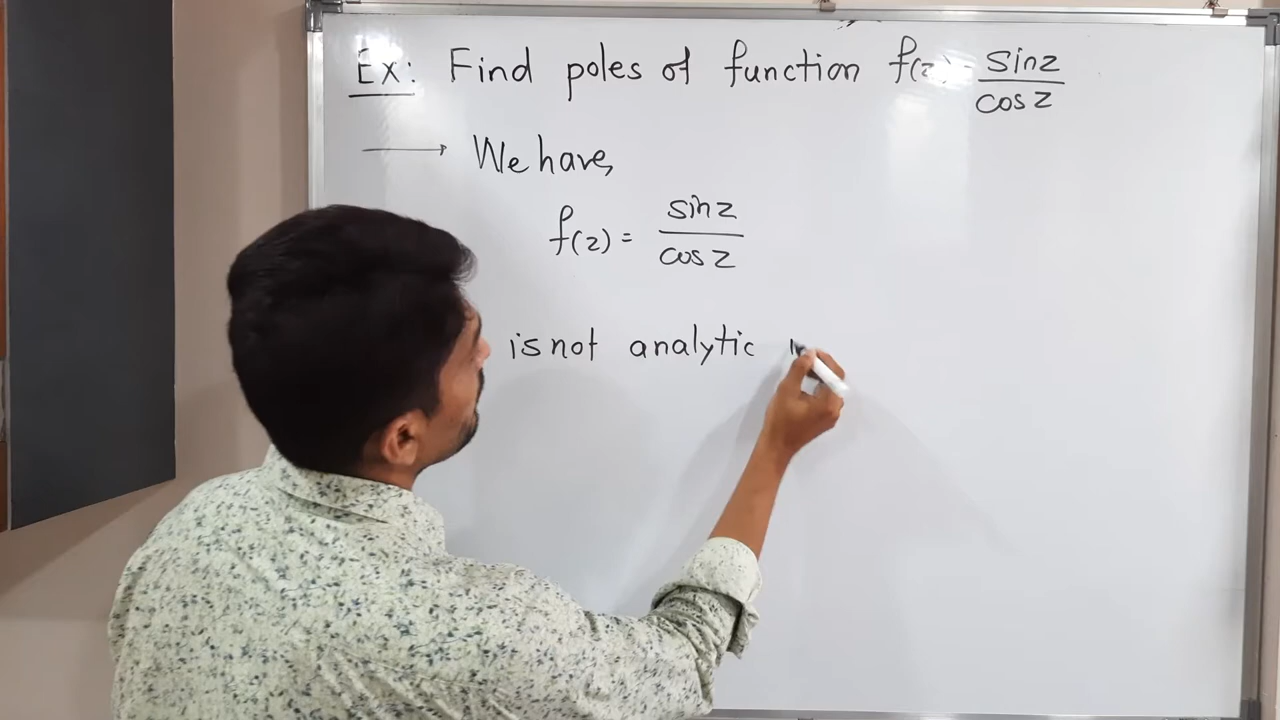 Ex: Find poles of function f(z) = sinz/cosz
We have,
f(z) = sinz/cosz
is not analytic